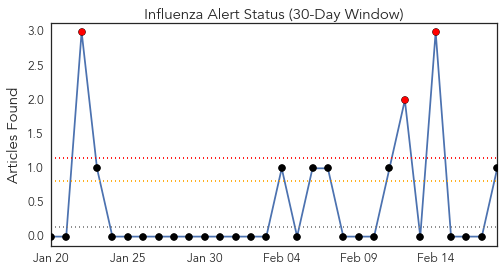 Influenza Alert Status (30-Day Window)
Articles Found
3.0
2.5
2.0
1.5
1.0
0.5
0.0
Jan 20 Jan 25 Jan 30 Feb 04 Feb 09 Feb 14